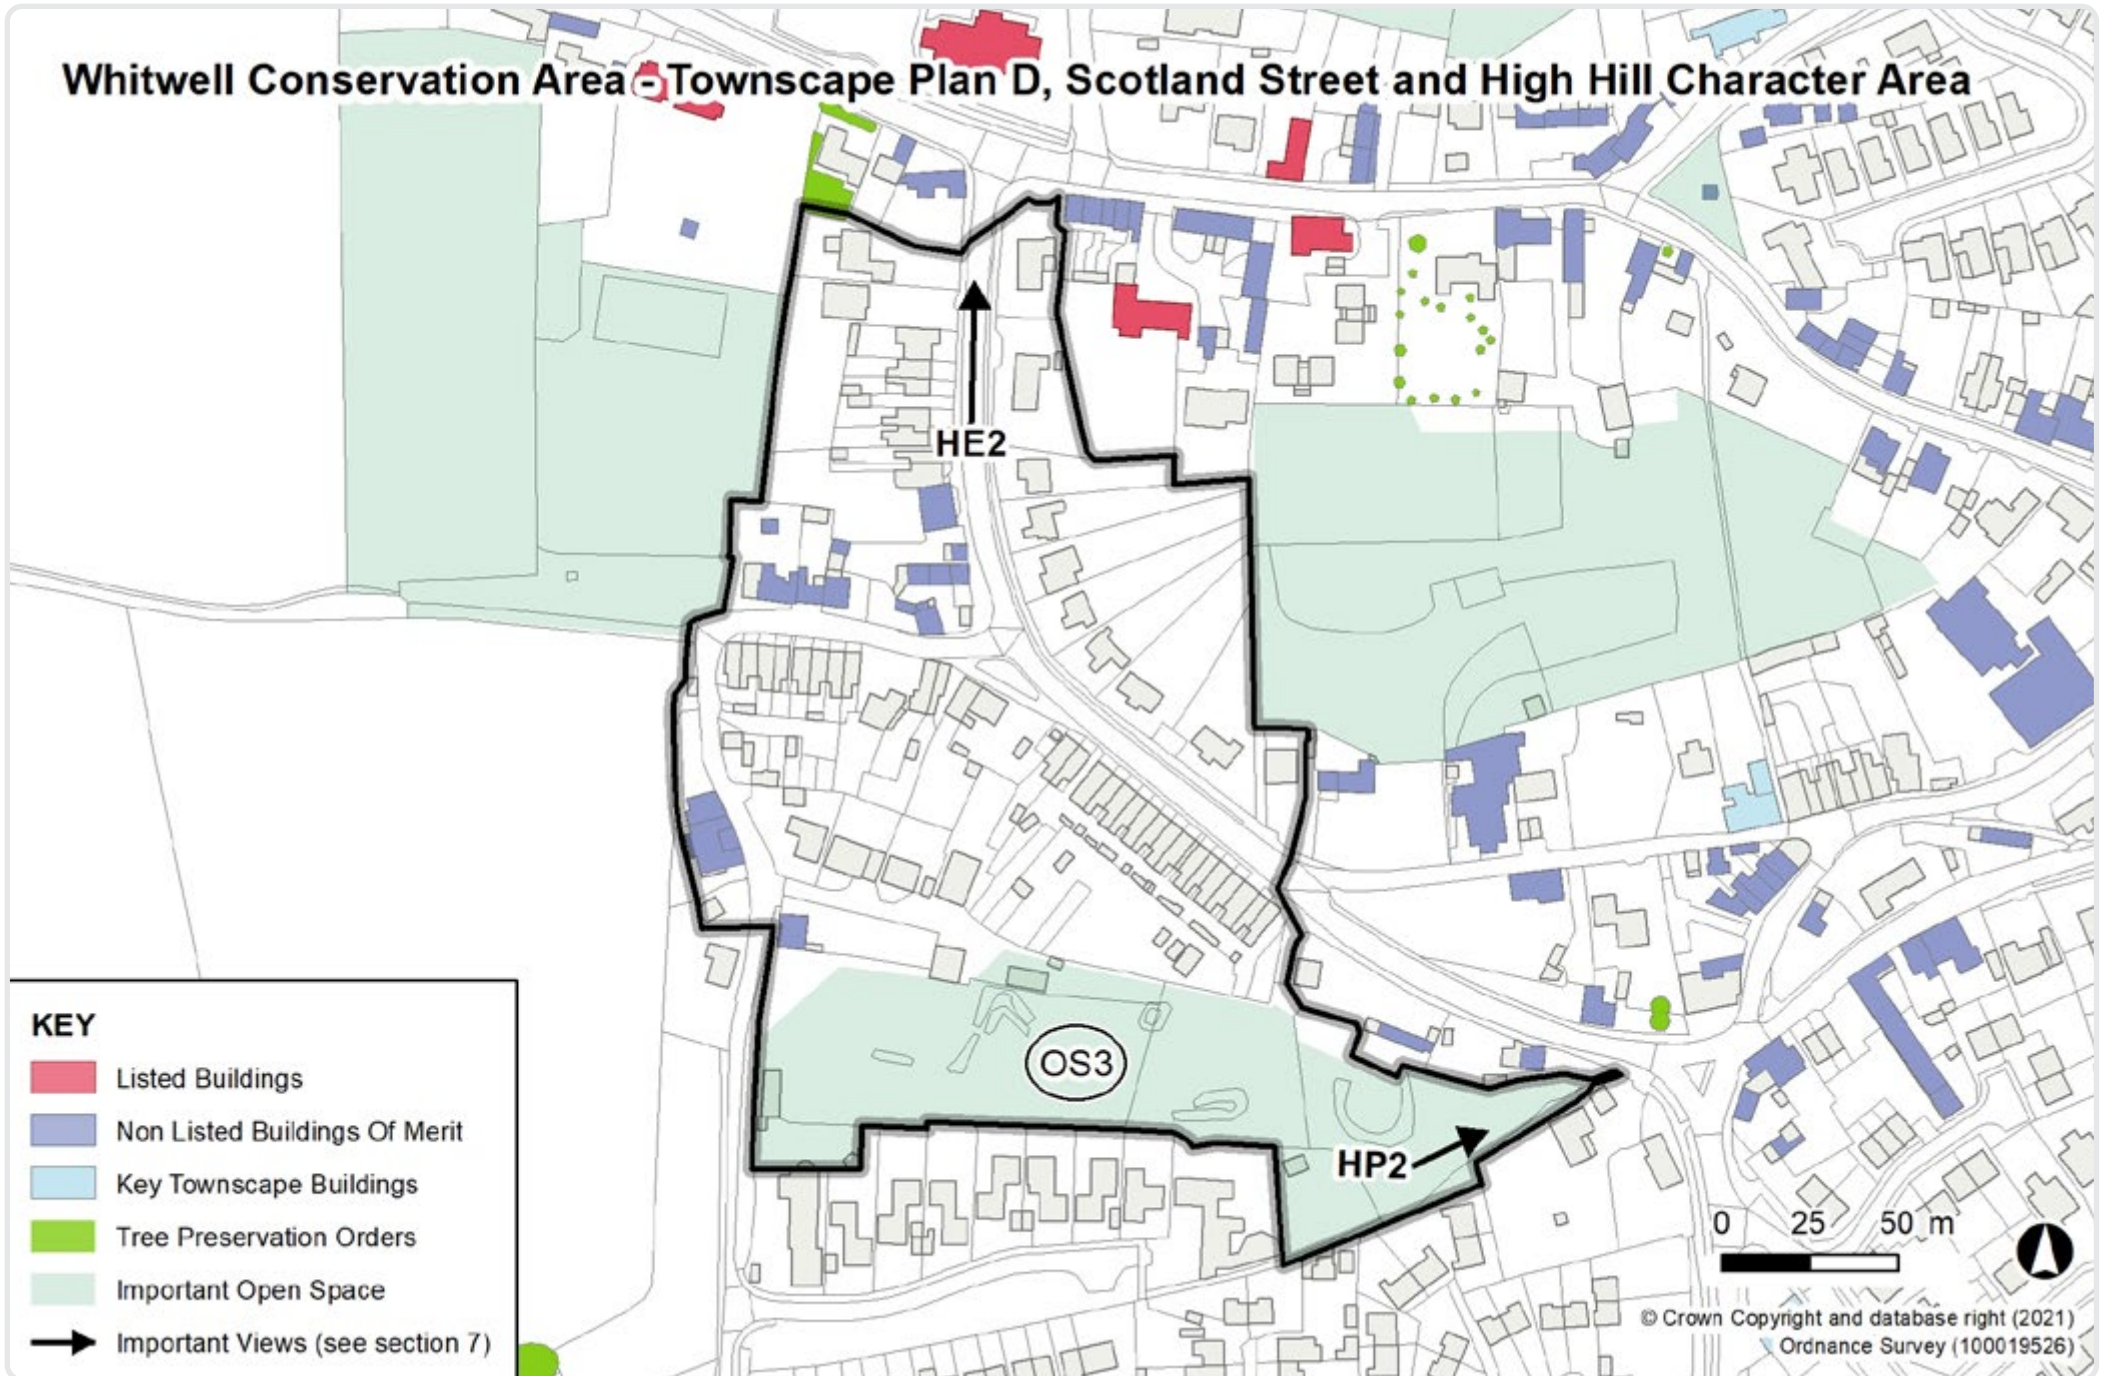 Whitwell Conservation Area - Townscape Plan D, Scotland Street and High Hill Character Area
HE2
OS3
HP2
KEY
Listed Buildings
Non Listed Buildings Of Merit
Key Townscape Buildings
Tree Preservation Orders
Important Open Space
Important Views (see section 7)
0 25 50 m
© Crown Copyright and database right (2021)
Ordnance Survey (100019526)